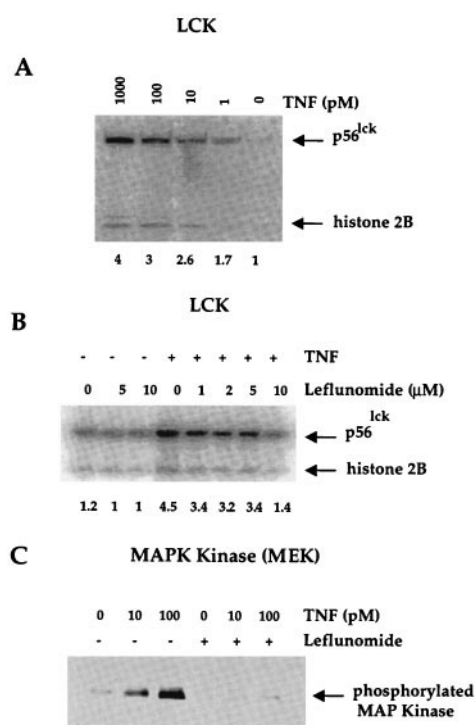 LCK
A
1000 100 10 1 0 TNF (pM)
p56lck
histone 2B
4 3 2.6 1.7 1
LCK
B
- - - + + + + + TNF
0 5 10 0 1 2 5 10 Leflunomide (μM)
p56lck
histone 2B
1.2 1 1 4.5 3.4 3.2 3.4 1.4
C MAPK Kinase (MEK)
0 10 100 0 10 100 TNF (pM)
- - - + + + Leflunomide
phosphorylated
MAP Kinase